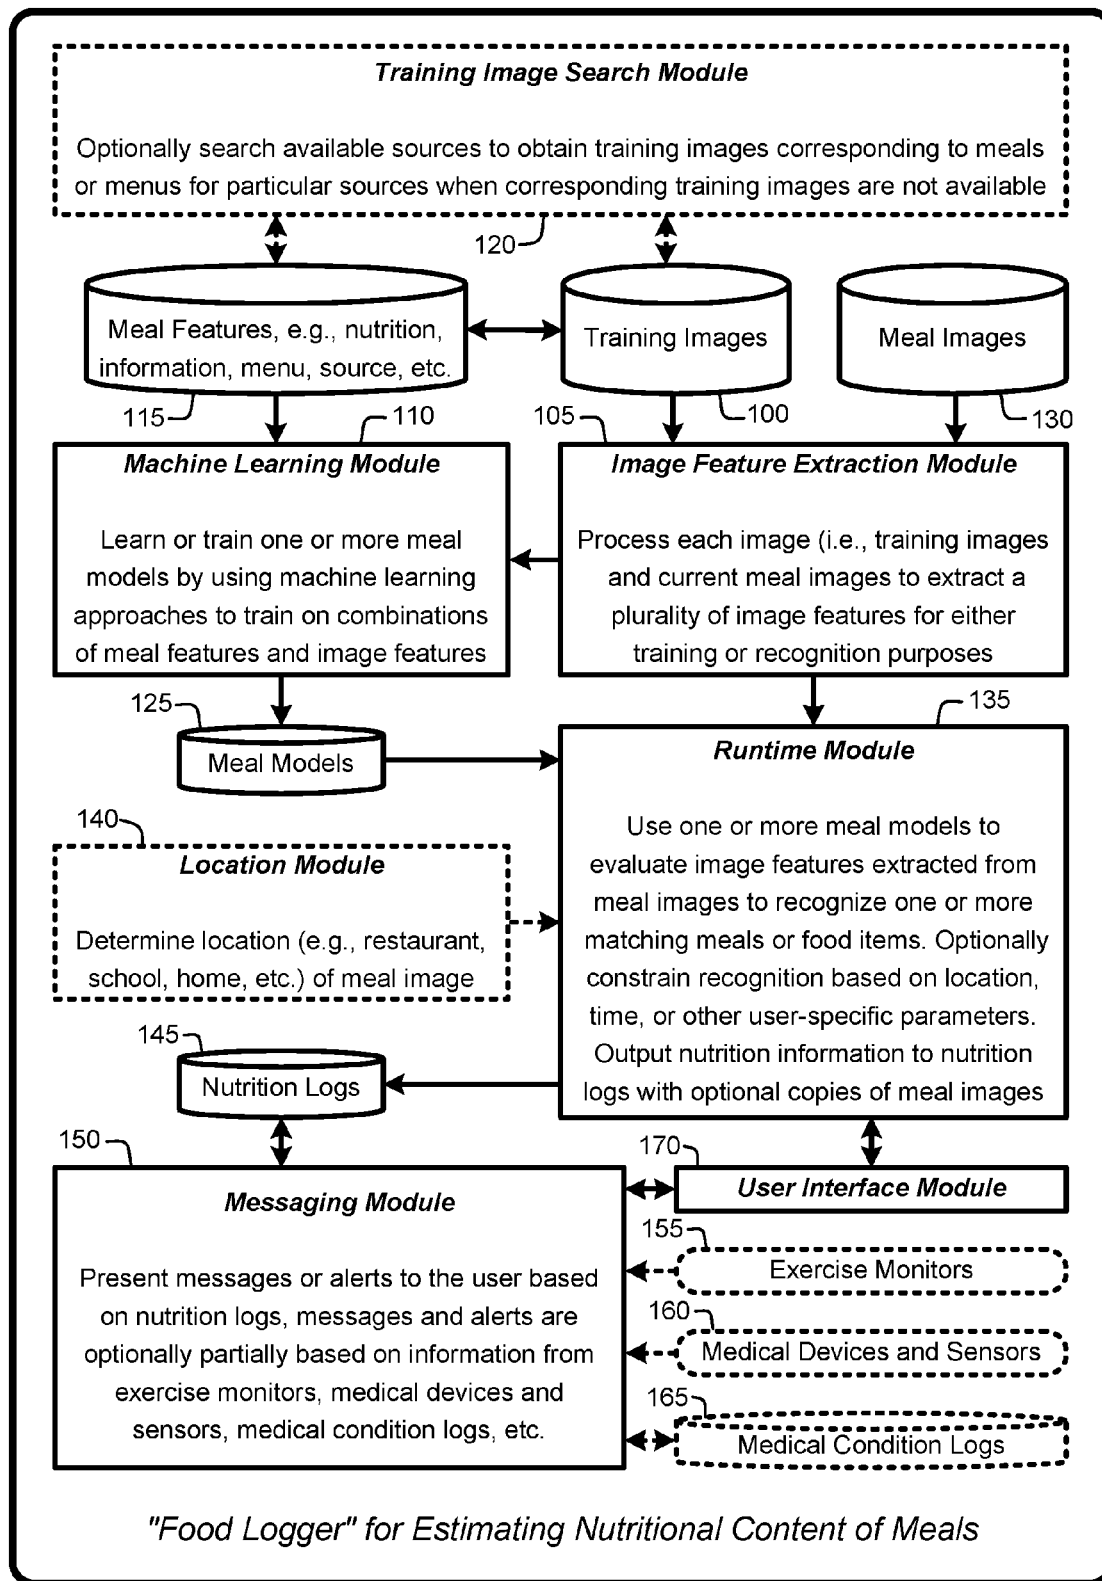 Training Image Search Module
Optionally search available sources to obtain training images corresponding to meals
or menus for particular sources when corresponding training images are not available
120
Meal Features, e.g., nutrition,
information, menu, source, etc.
Training Images
Meal Images
115
110
105
100
130
Machine Learning Module
Learn or train one or more meal
models by using machine learning
approaches to train on combinations
of meal features and image features
Image Feature Extraction Module
Process each image (i.e., training images
and current meal images to extract a
plurality of image features for either
training or recognition purposes
125
Meal Models
135
Runtime Module
Use one or more meal models to
evaluate image features extracted from
meal images to recognize one or more
matching meals or food items. Optionally
constrain recognition based on location,
time, or other user-specific parameters.
Output nutrition information to nutrition
logs with optional copies of meal images
140
Location Module
Determine location (e.g., restaurant,
school, home, etc.) of meal image
145
Nutrition Logs
150
Messaging Module
Present messages or alerts to the user based
on nutrition logs, messages and alerts are
optionally partially based on information from
exercise monitors, medical devices and
sensors, medical condition logs, etc.
170
User Interface Module
155
Exercise Monitors
160
Medical Devices and Sensors
165
Medical Condition Logs
"Food Logger" for Estimating Nutritional Content of Meals